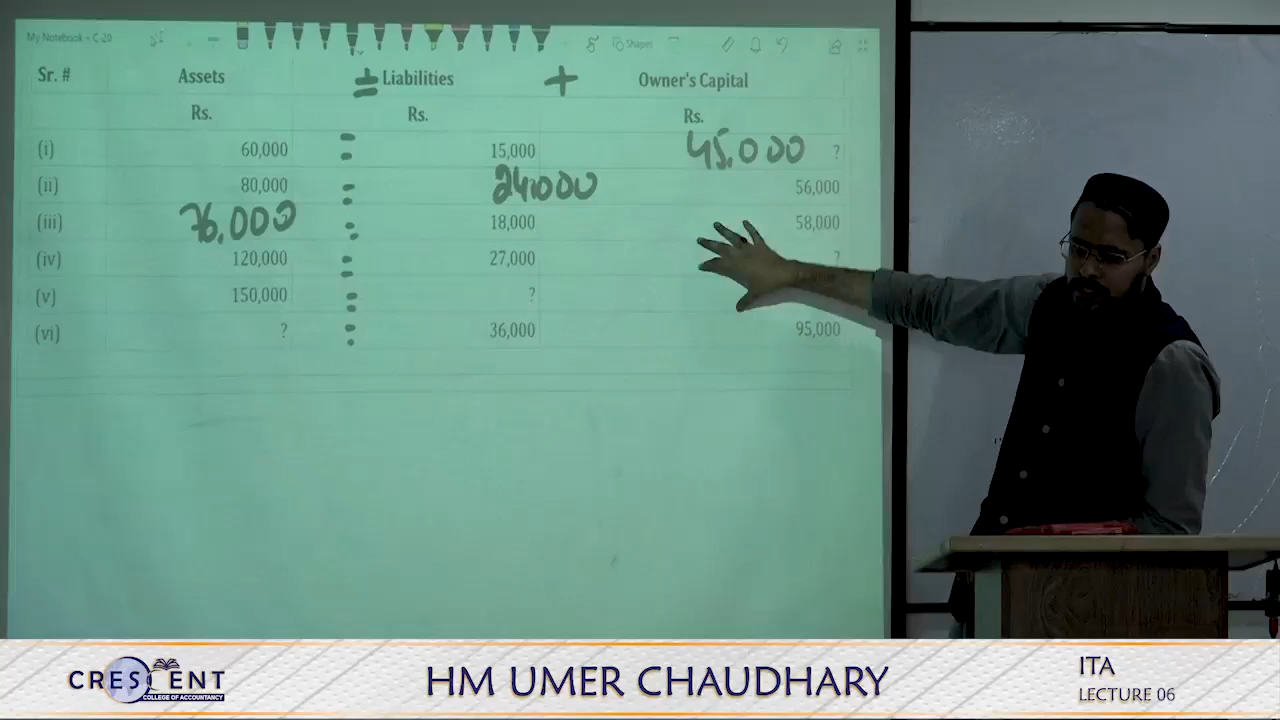 My Notebook - C-20
Shapes
Sr. # Assets = Liabilities + Owner's Capital
Rs. Rs. Rs.
(i) 60,000 = 15,000 45,000 ?
(ii) 80,000 = 24000 56,000
(iii) 76,000 = 18,000 58,000
(iv) 120,000 = 27,000 ?
(v) 150,000 = ?
(vi) ? = 36,000 95,000
CRESCENT
COLLEGE OF ACCOUNTANCY
HM UMER CHAUDHARY
ITA
LECTURE 06